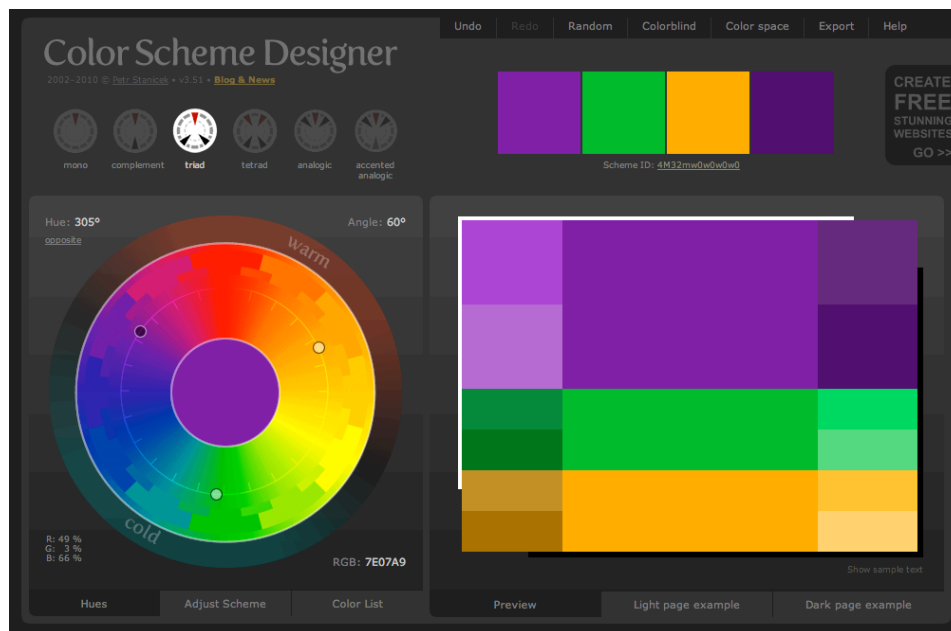 Undo Redo Random Colorblind Color space Export Help
Color Scheme Designer
2002–2010 © Petr Stanicek • v3.51 • Blog & News
CREATE
FREE
STUNNING
WEBSITES
GO >>
mono complement triad tetrad analogic accented
analogic
Scheme ID: 4M32mw0w0w0w0
Hue: 305º Angle: 60º
opposite
warm
cold
R: 49 %
G: 3 %
B: 66 %
RGB: 7E07A9
Show sample text
Hues Adjust Scheme Color List
Preview Light page example Dark page example